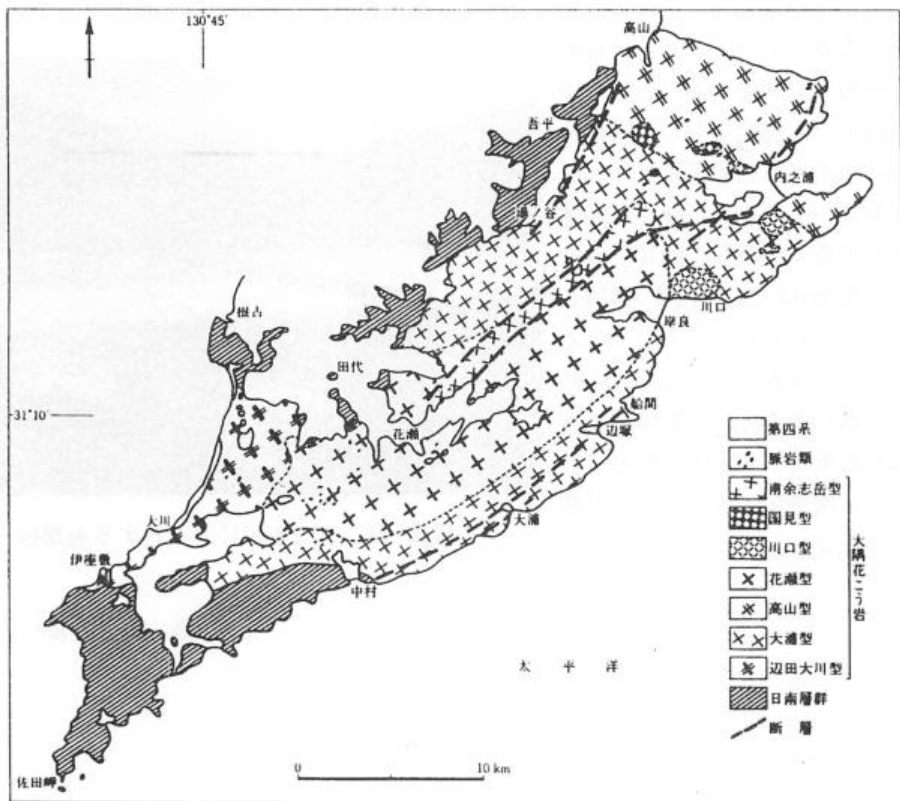 130°45′
高山
吾平
内之浦
川口
岸良
根占
田代
船間
31°10′
辺塚
花瀬
大浦
大川
伊座敷
中村
太平洋
佐田岬
0 10 km
第四系
脈岩類
南余志岳型
国見型
川口型
花瀬型
高山型
大浦型
辺田大川型
日南層群
断層
大隅花こう岩